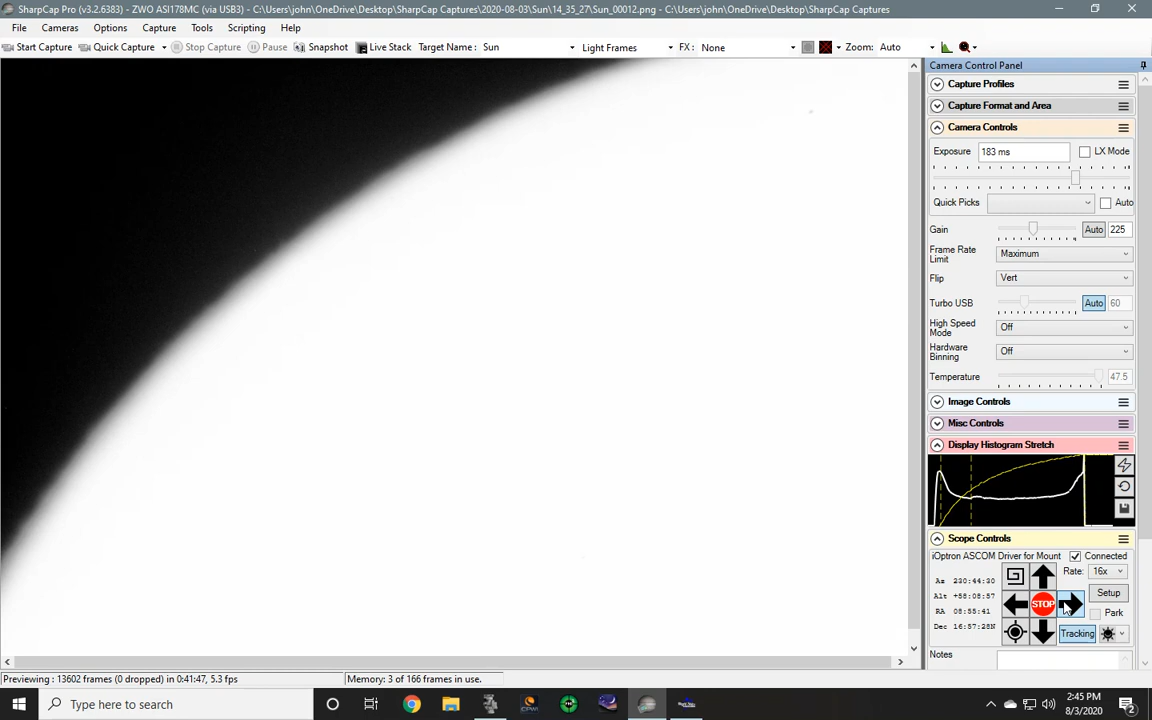 SharpCap Pro (v3.2.6383) - ZWO ASI178MC (via USB3) - C:\Users\john\OneDrive\Desktop\SharpCap Captures\2020-08-03\Sun\14_35_27\Sun_00012.png - C:\Users\john\OneDrive\Desktop\SharpCap Captures
File Cameras Options Capture Tools Scripting Help
Start Capture Quick Capture Stop Capture Pause Snapshot Live Stack Target Name: Sun Light Frames FX: None Zoom: Auto
Camera Control Panel
Capture Profiles
Capture Format and Area
Camera Controls
Exposure 183 ms LX Mode
Quick Picks Auto
Gain Auto 225
Frame Rate Limit Maximum
Flip Vert
Turbo USB Auto 60
High Speed Mode Off
Hardware Binning Off
Temperature 47.5
Image Controls
Misc Controls
Display Histogram Stretch
Scope Controls
iOptron ASCOM Driver for Mount Connected
Az 230:44:20 Rate: 16x
Alt +58:08:57 STOP Setup
RA 08:55:41 Park
Dec 16:57:28N Tracking
Notes
Previewing : 13602 frames (0 dropped) in 0:41:47, 5.3 fps Memory: 3 of 166 frames in use.
Type here to search
2:45 PM
8/3/2020
2